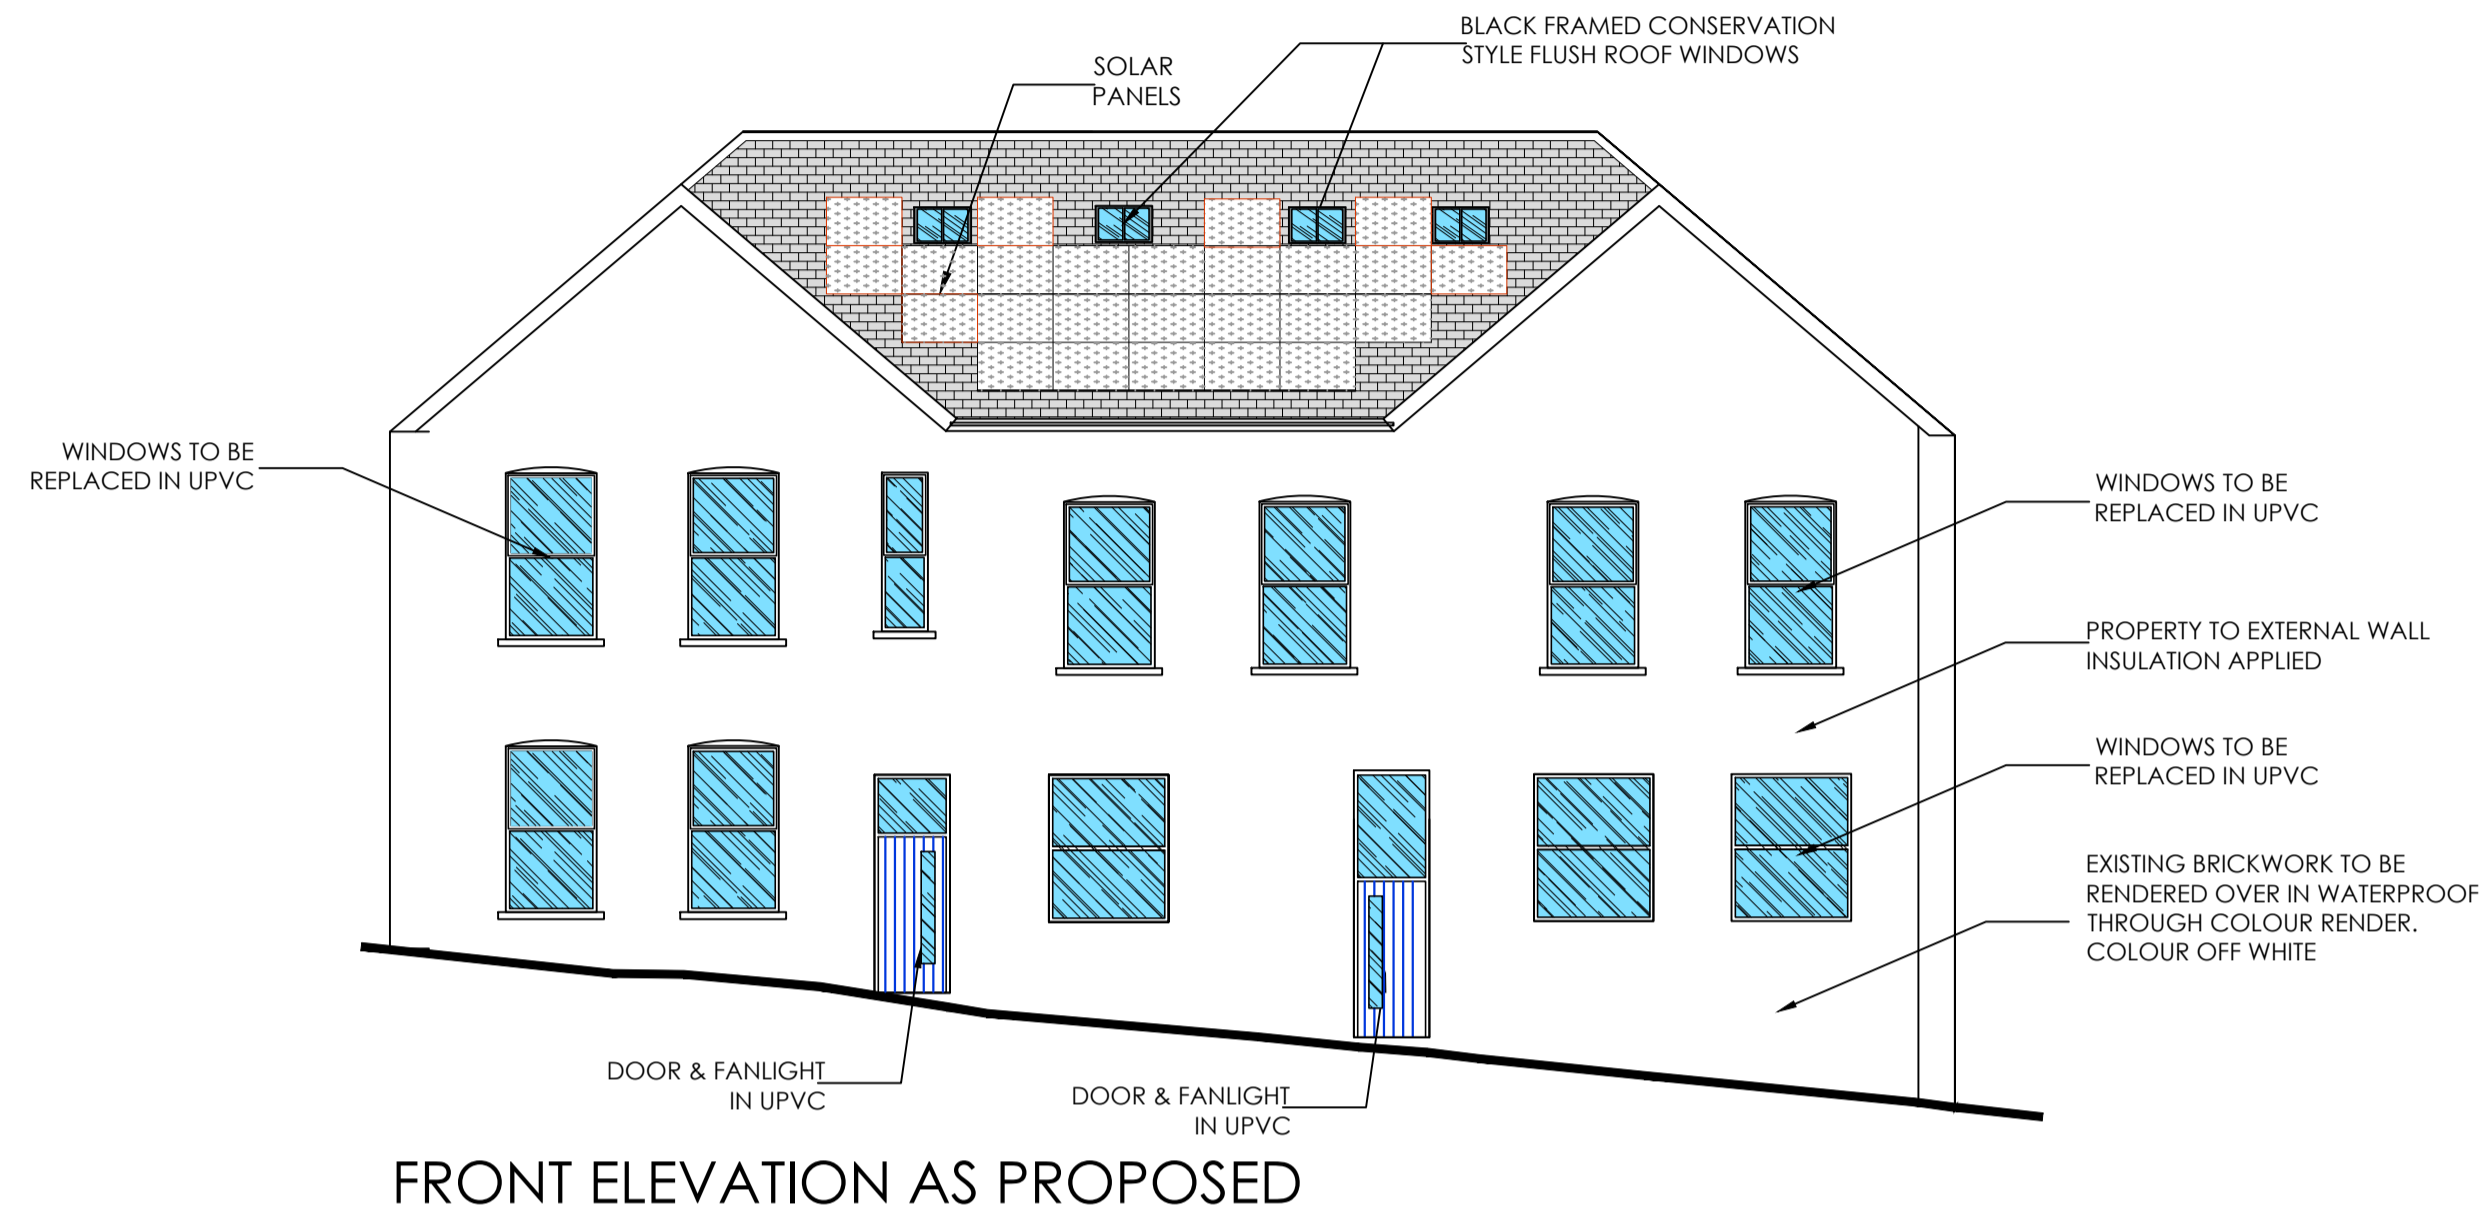 BLACK FRAMED CONSERVATION
STYLE FLUSH ROOF WINDOWS
SOLAR
PANELS
WINDOWS TO BE
REPLACED IN UPVC
WINDOWS TO BE
REPLACED IN UPVC
PROPERTY TO EXTERNAL WALL
INSULATION APPLIED
WINDOWS TO BE
REPLACED IN UPVC
EXISTING BRICKWORK TO BE
RENDERED OVER IN WATERPROOF
THROUGH COLOUR RENDER.
COLOUR OFF WHITE
DOOR & FANLIGHT
IN UPVC
DOOR & FANLIGHT
IN UPVC
FRONT ELEVATION AS PROPOSED